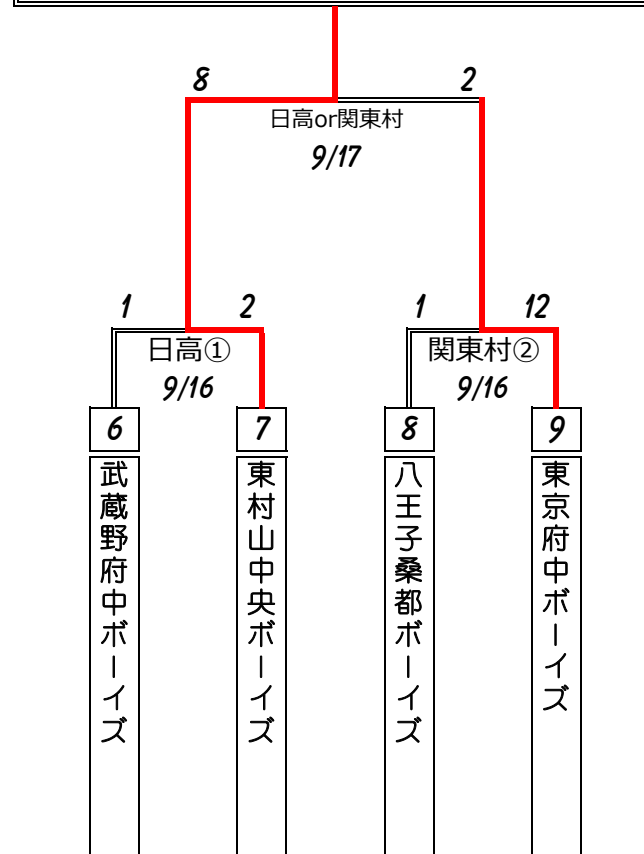 8 2
日高or関東村
9/17
1 2 1 12
日高① 関東村②
9/16 9/16
6 7 8 9
武蔵野府中ボーイズ
東村山中央ボーイズ
八王子桑都ボーイズ
東京府中ボーイズ